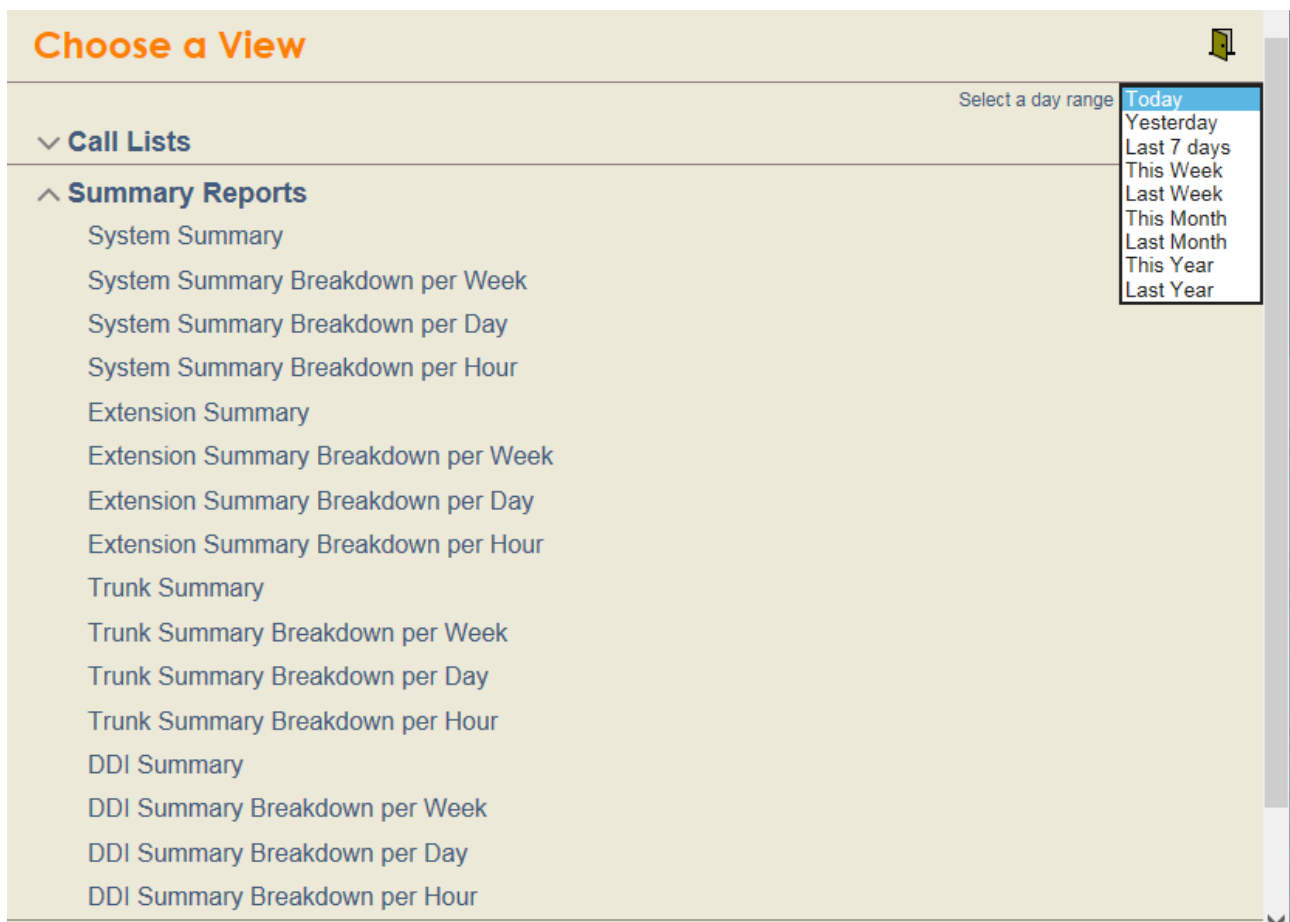 Choose a View
Select a day range
Today
Yesterday
Last 7 days
This Week
Last Week
This Month
Last Month
This Year
Last Year
Call Lists
Summary Reports
System Summary
System Summary Breakdown per Week
System Summary Breakdown per Day
System Summary Breakdown per Hour
Extension Summary
Extension Summary Breakdown per Week
Extension Summary Breakdown per Day
Extension Summary Breakdown per Hour
Trunk Summary
Trunk Summary Breakdown per Week
Trunk Summary Breakdown per Day
Trunk Summary Breakdown per Hour
DDI Summary
DDI Summary Breakdown per Week
DDI Summary Breakdown per Day
DDI Summary Breakdown per Hour